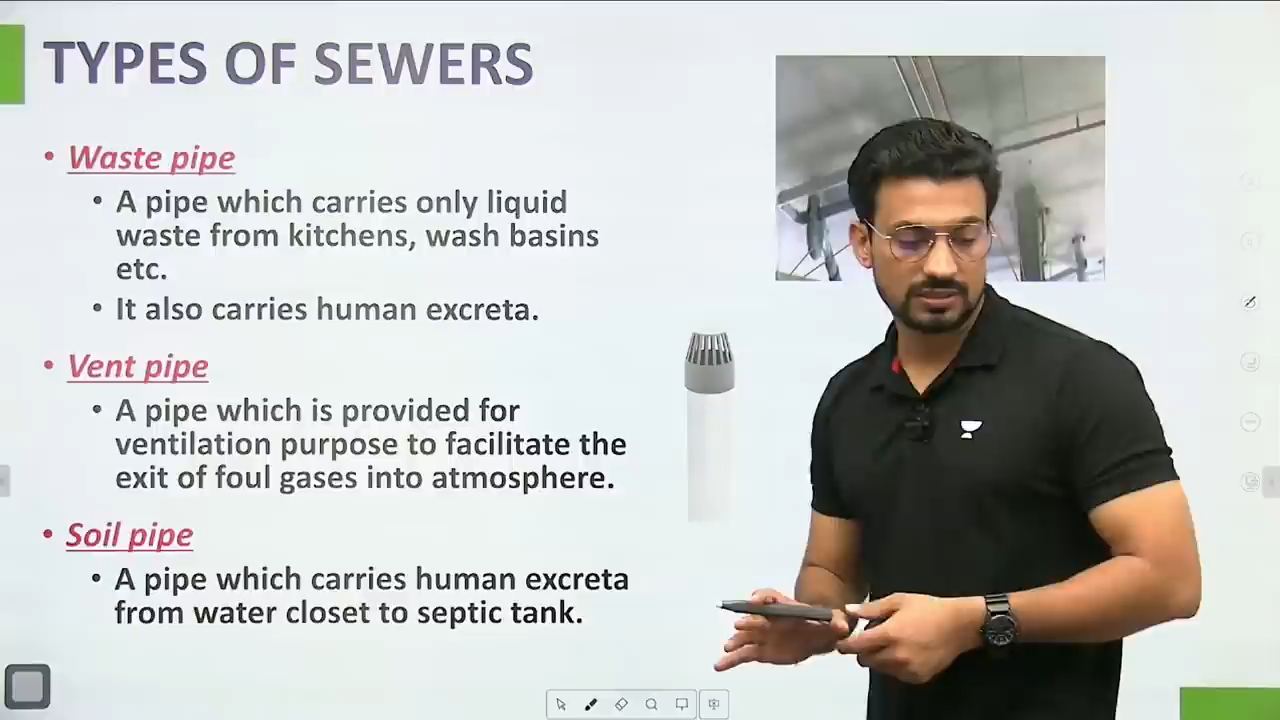 TYPES OF SEWERS
• Waste pipe
• A pipe which carries only liquid
waste from kitchens, wash basins
etc.
• It also carries human excreta.
• Vent pipe
• A pipe which is provided for
ventilation purpose to facilitate the
exit of foul gases into atmosphere.
• Soil pipe
• A pipe which carries human excreta
from water closet to septic tank.